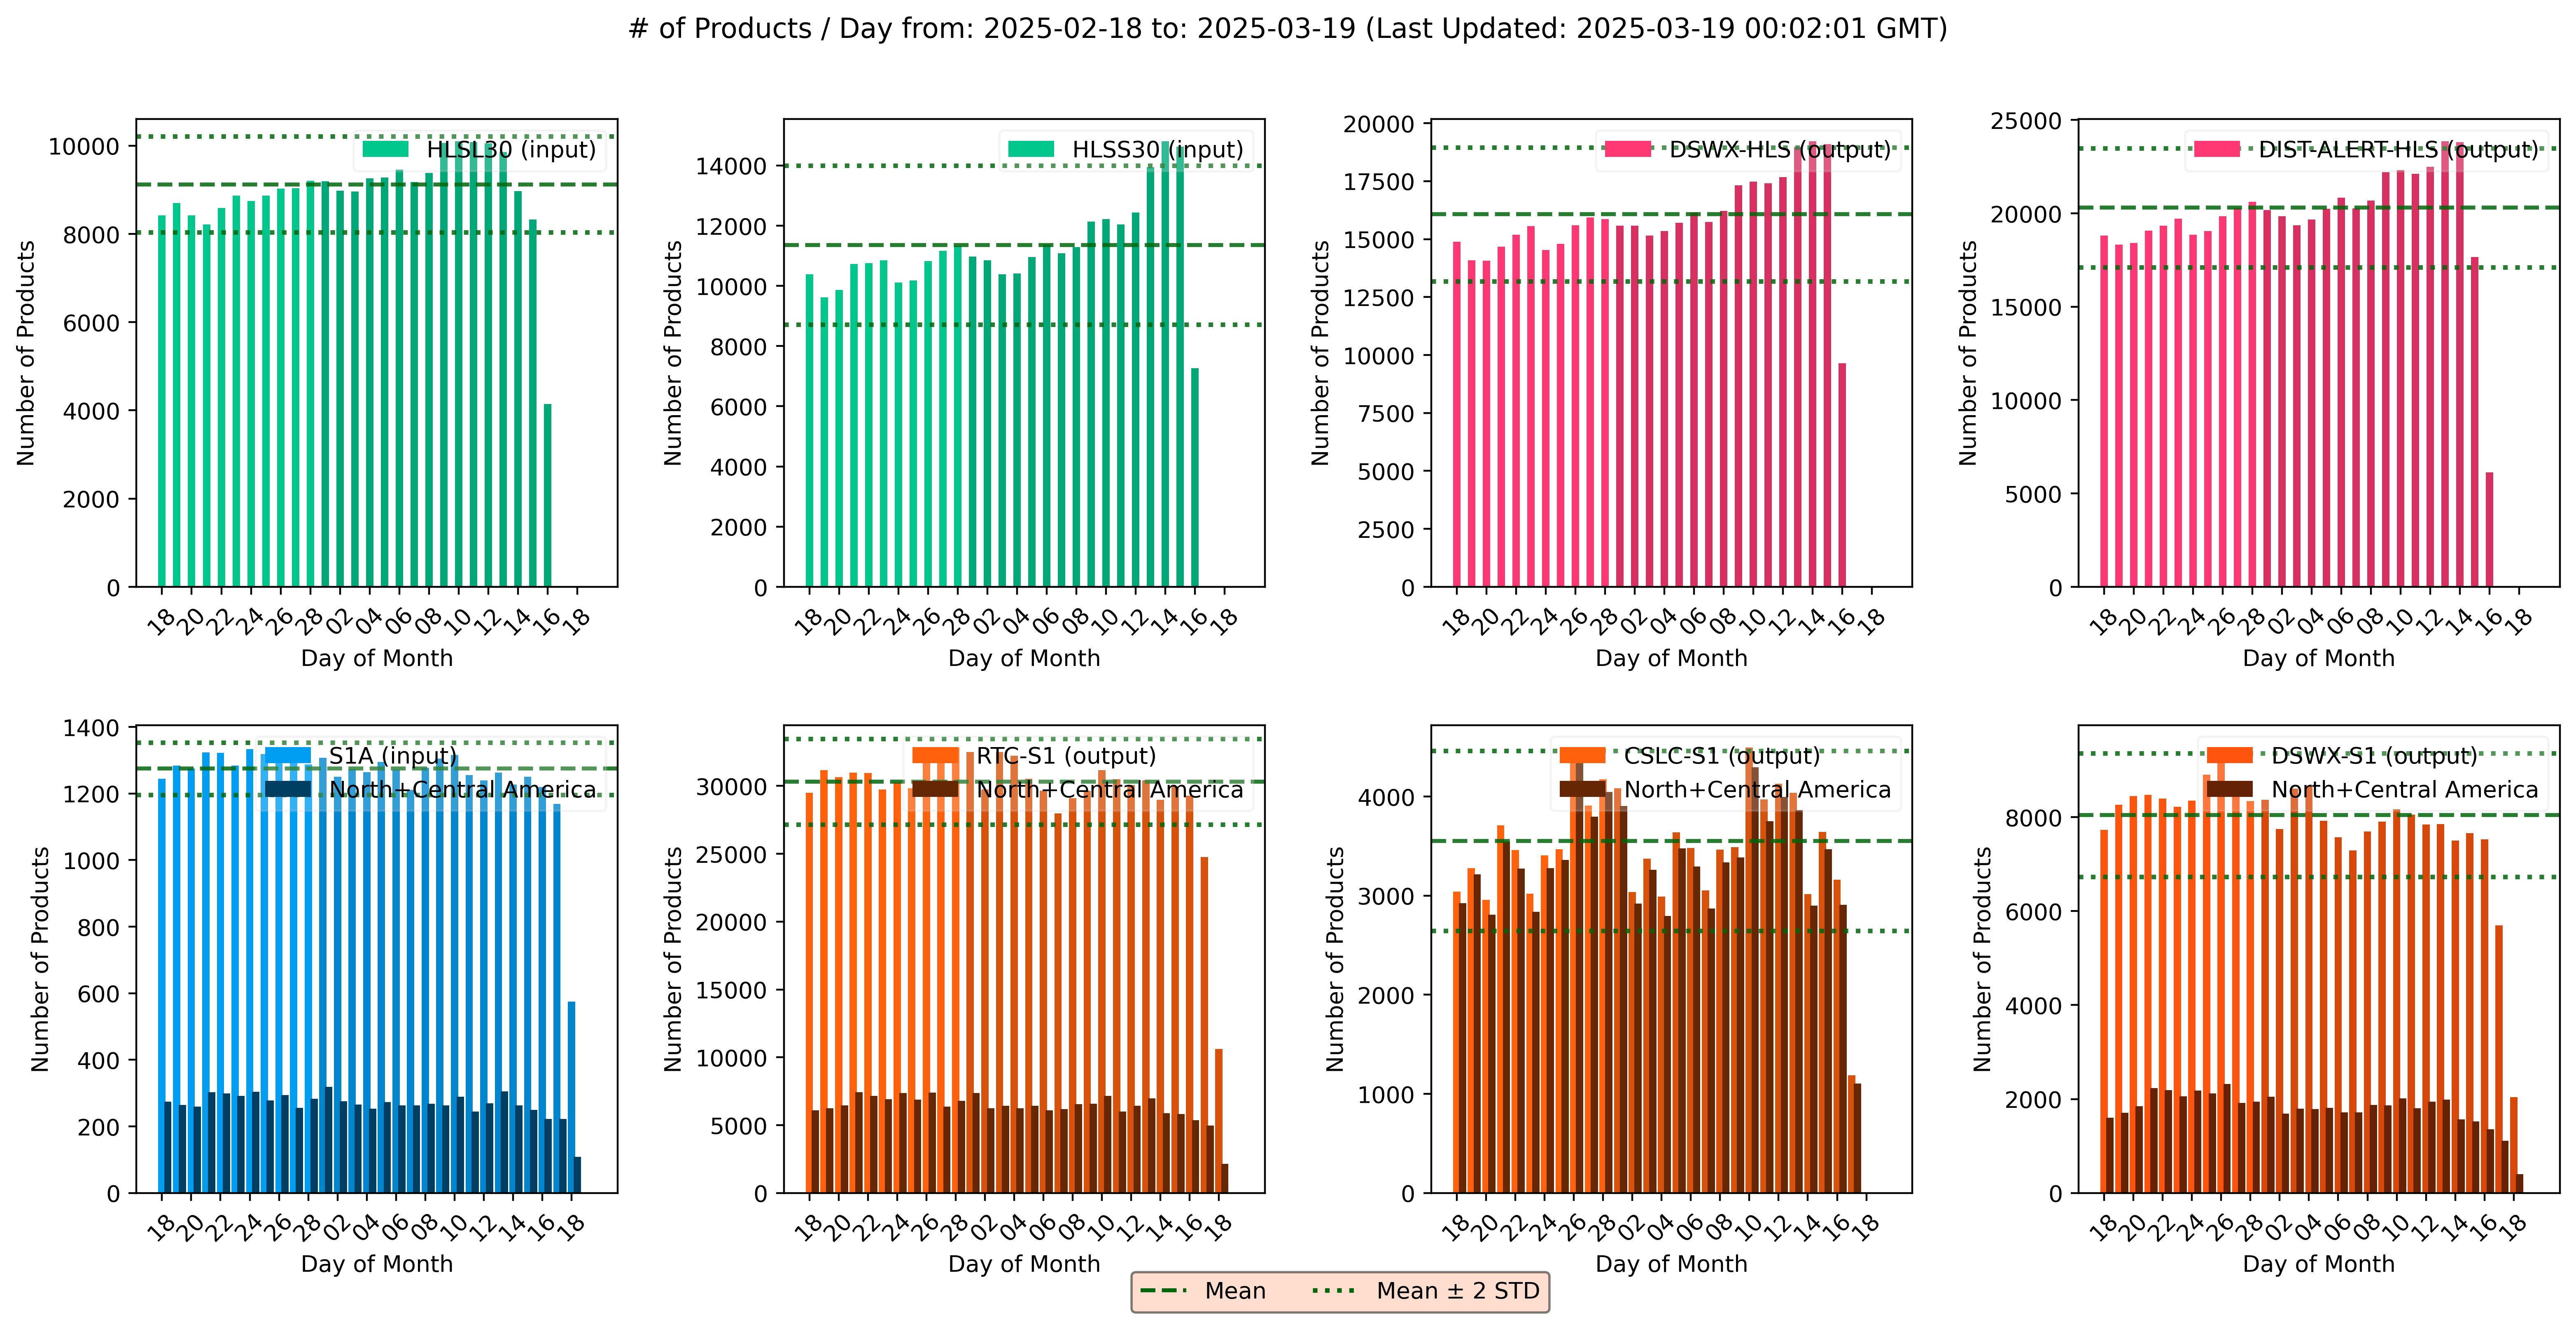 # of Products / Day from: 2025-02-18 to: 2025-03-19 (Last Updated: 2025-03-19 00:02:01 GMT)
Number of Products
10000
8000
6000
4000
2000
0
HLSL30 (input)
18 20 22 24 26 28 02 04 06 08 10 12 14 16 18
Day of Month
Number of Products
14000
12000
10000
8000
6000
4000
2000
0
HLSS30 (input)
18 20 22 24 26 28 02 04 06 08 10 12 14 16 18
Day of Month
Number of Products
20000
17500
15000
12500
10000
7500
5000
2500
0
DSWX-HLS (output)
18 20 22 24 26 28 02 04 06 08 10 12 14 16 18
Day of Month
Number of Products
25000
20000
15000
10000
5000
0
DIST-ALERT-HLS (output)
18 20 22 24 26 28 02 04 06 08 10 12 14 16 18
Day of Month
Number of Products
1400
1200
1000
800
600
400
200
0
S1A (input)
North+Central America
18 20 22 24 26 28 02 04 06 08 10 12 14 16 18
Day of Month
Number of Products
30000
25000
20000
15000
10000
5000
0
RTC-S1 (output)
North+Central America
18 20 22 24 26 28 02 04 06 08 10 12 14 16 18
Day of Month
Number of Products
4000
3000
2000
1000
0
CSLC-S1 (output)
North+Central America
18 20 22 24 26 28 02 04 06 08 10 12 14 16 18
Day of Month
Number of Products
8000
6000
4000
2000
0
DSWX-S1 (output)
North+Central America
18 20 22 24 26 28 02 04 06 08 10 12 14 16 18
Day of Month
Mean
Mean ± 2 STD